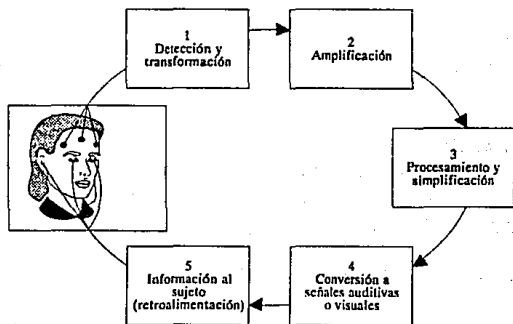 1
Detección y
transformación
2
Amplificación
3
Procesamiento y
simplificación
4
Conversión a
señales auditivas
o visuales
5
Información al
sujeto
(retroalimentación)